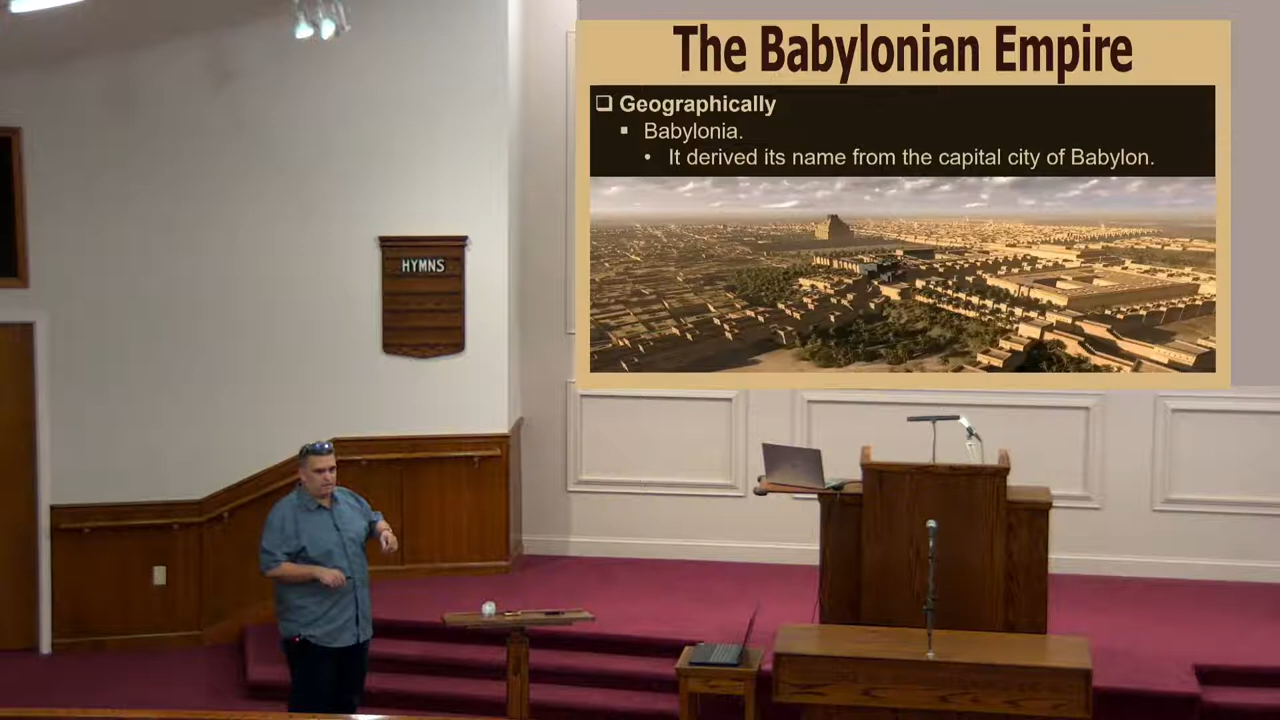 The Babylonian Empire
❑ Geographically
▪ Babylonia.
• It derived its name from the capital city of Babylon.
HYMNS